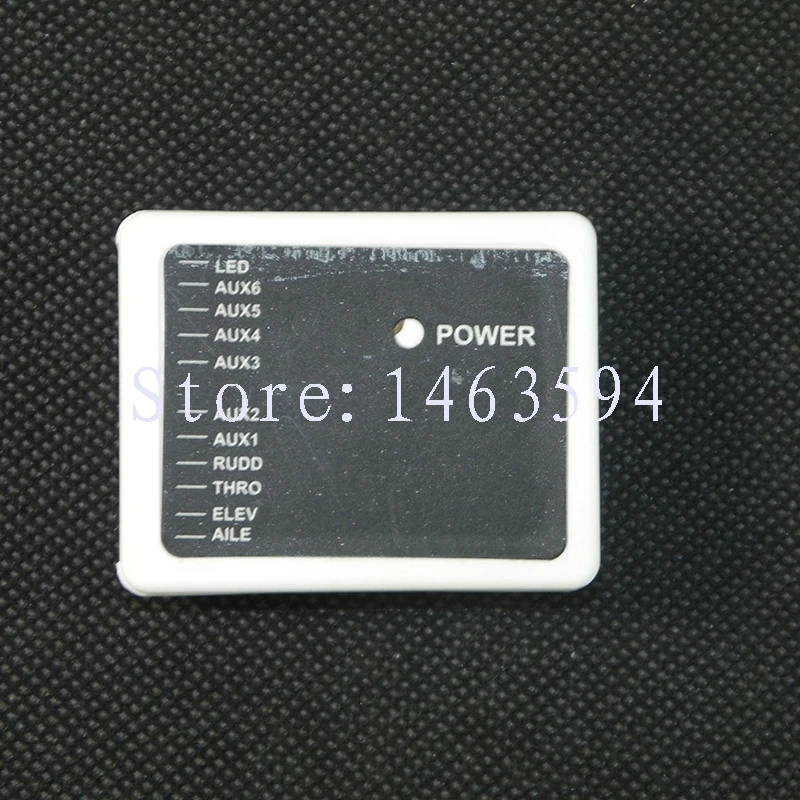 LED
AUX6
AUX5
AUX4
POWER
AUX3
Store: 1463594
AUX2
AUX1
RUDD
THRO
ELEV
AILE